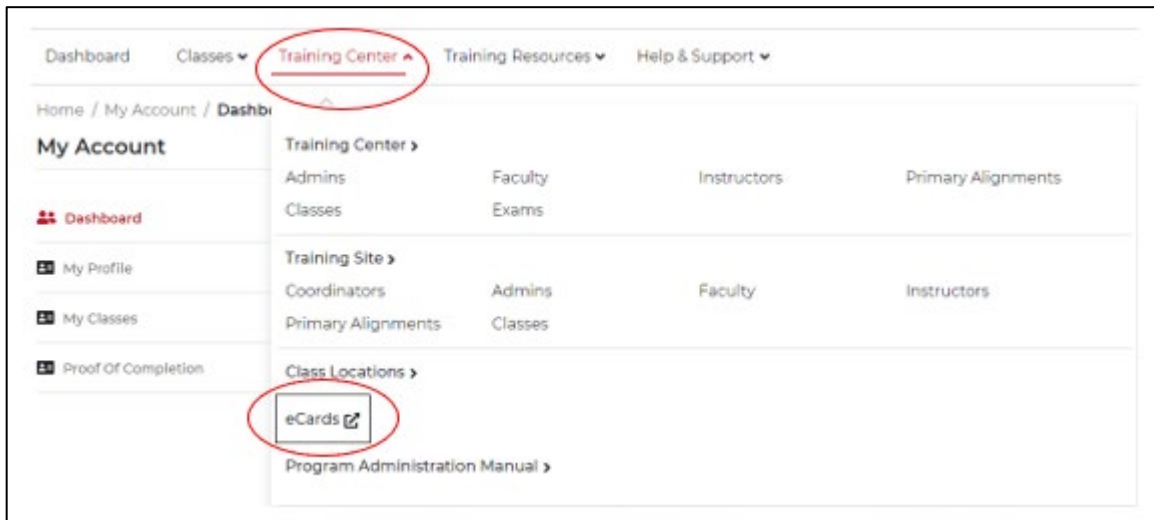 Dashboard Classes Training Center Training Resources Help & Support
Home / My Account / Dashb
My Account
Dashboard
My Profile
My Classes
Proof Of Completion
Training Center >
Admins Faculty Instructors Primary Alignments
Classes Exams
Training Site >
Coordinators Admins Faculty Instructors
Primary Alignments Classes
Class Locations >
eCards
Program Administration Manual >